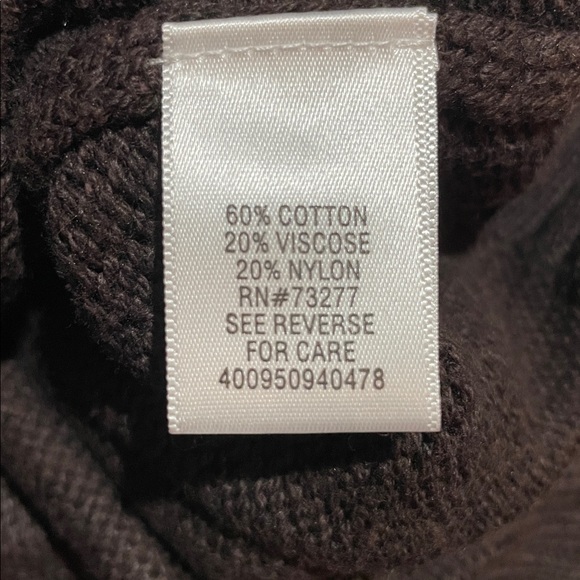 60% COTTON
20% VISCOSE
20% NYLON
RN#73277
SEE REVERSE
FOR CARE
400950940478